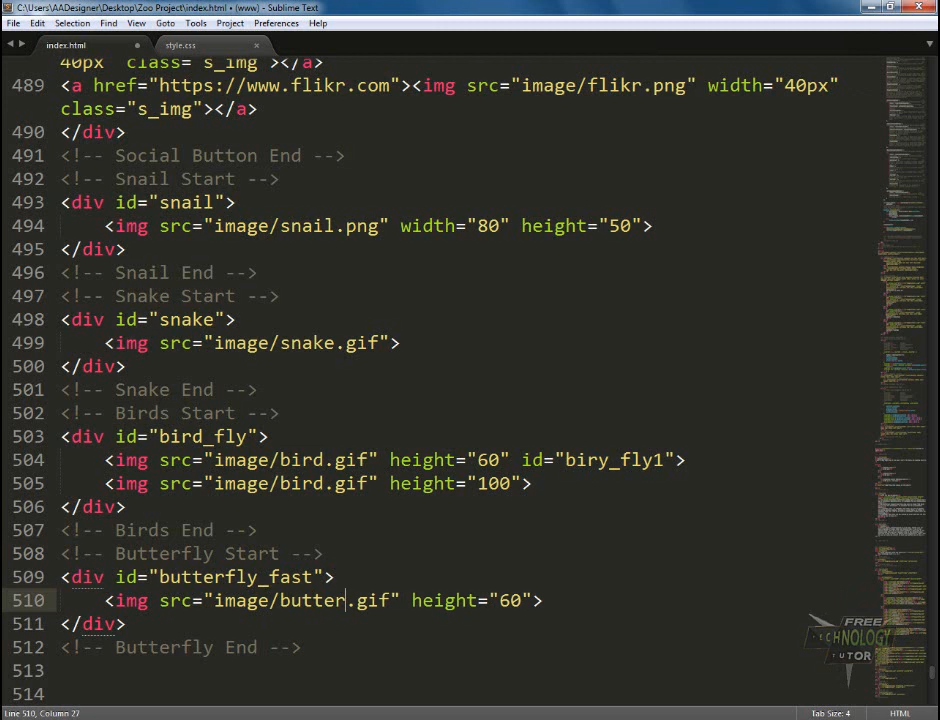 C:\Users\AADesigner\Desktop\Zoo Project\index.html • (www) - Sublime Text
File Edit Selection Find View Goto Tools Project Preferences Help
index.html style.css
40px" class="s_img"></a>
489 <a href="https://www.flikr.com"><img src="image/flikr.png" width="40px"
class="s_img"></a>
490 </div>
491 <!-- Social Button End -->
492 <!-- Snail Start -->
493 <div id="snail">
494 <img src="image/snail.png" width="80" height="50">
495 </div>
496 <!-- Snail End -->
497 <!-- Snake Start -->
498 <div id="snake">
499 <img src="image/snake.gif">
500 </div>
501 <!-- Snake End -->
502 <!-- Birds Start -->
503 <div id="bird_fly">
504 <img src="image/bird.gif" height="60" id="biry_fly1">
505 <img src="image/bird.gif" height="100">
506 </div>
507 <!-- Birds End -->
508 <!-- Butterfly Start -->
509 <div id="butterfly_fast">
510 <img src="image/butter.gif" height="60">
511 </div>
512 <!-- Butterfly End -->
513
514
FREE
TECHNOLOGY
TUTOR
Line 510, Column 27 Tab Size: 4 HTML